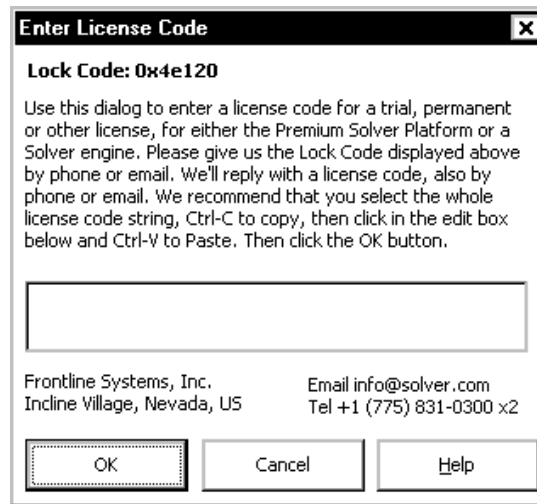 Enter License Code
Lock Code: 0x4e120
Use this dialog to enter a license code for a trial, permanent
or other license, for either the Premium Solver Platform or a
Solver engine. Please give us the Lock Code displayed above
by phone or email. We'll reply with a license code, also by
phone or email. We recommend that you select the whole
license code string, Ctrl-C to copy, then click in the edit box
below and Ctrl-V to Paste. Then click the OK button.
Frontline Systems, Inc.
Incline Village, Nevada, US
Email info@solver.com
Tel +1 (775) 831-0300 x2
OK
Cancel
Help